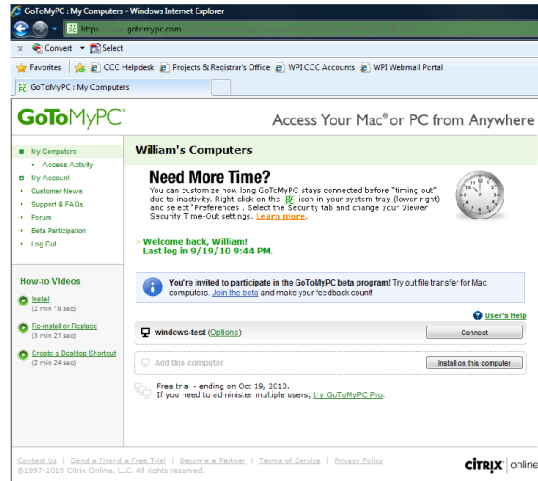 GoToMyPC : My Computers - Windows Internet Explorer
https gotomypc.com
x Convert Select
Favorites CCC Helpdesk Projects & Registrar's Office WPI CCC Accounts WPI Webmail Portal
GoToMyPC : My Computers
GoToMyPC Access Your Mac® or PC from Anywhere
My Computers
Access Activity
My Account
Customer News
Support & FAQs
Forum
Beta Participation
Log Out
How-to Videos
Install
(2 min 18 sec)
Re-install or Replace
(3 min 21 sec)
Create a Desktop Shortcut
(2 min 24 sec)
William's Computers
Need More Time?
You can customize how long GoToMyPC stays connected before "timing out"
due to inactivity. Right click on the icon in your system tray (lower right)
and select "Preferences". Select the Security tab and change your Viewer
Security Time-Out settings. Learn more.
> Welcome back, William!
Last log in 9/19/10 9:44 PM.
You're invited to participate in the GoToMyPC beta program! Try out file transfer for Mac
computers. Join the beta and make your feedback count!
User's Help
windows-test (Options) Connect
Add this computer Install on this computer
Free trial - ending on Oct 19, 2010.
If you need to administer multiple users, try GoToMyPC Pro.
Contact Us | Send a Friend a Free Trial | Become a Partner | Terms of Service | Privacy Policy
©1997-2010 Citrix Online, LLC. All rights reserved.
CITRIX online